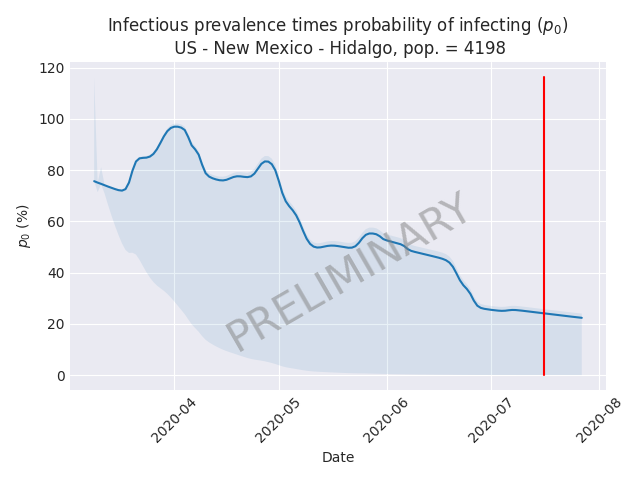 Infectious prevalence times probability of infecting (p₀)
US - New Mexico - Hidalgo, pop. = 4198
120
100
80
60
40
20
0
p₀ (%)
PRELIMINARY
2020-04
2020-05
2020-06
2020-07
2020-08
Date